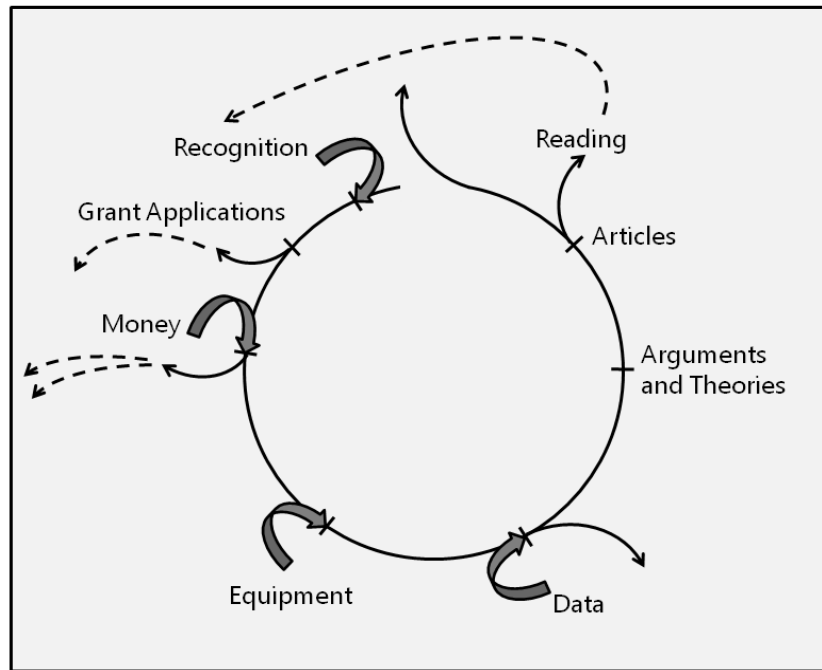 Reading
Recognition
Grant Applications
Articles
Money
Arguments
and Theories
Equipment
Data